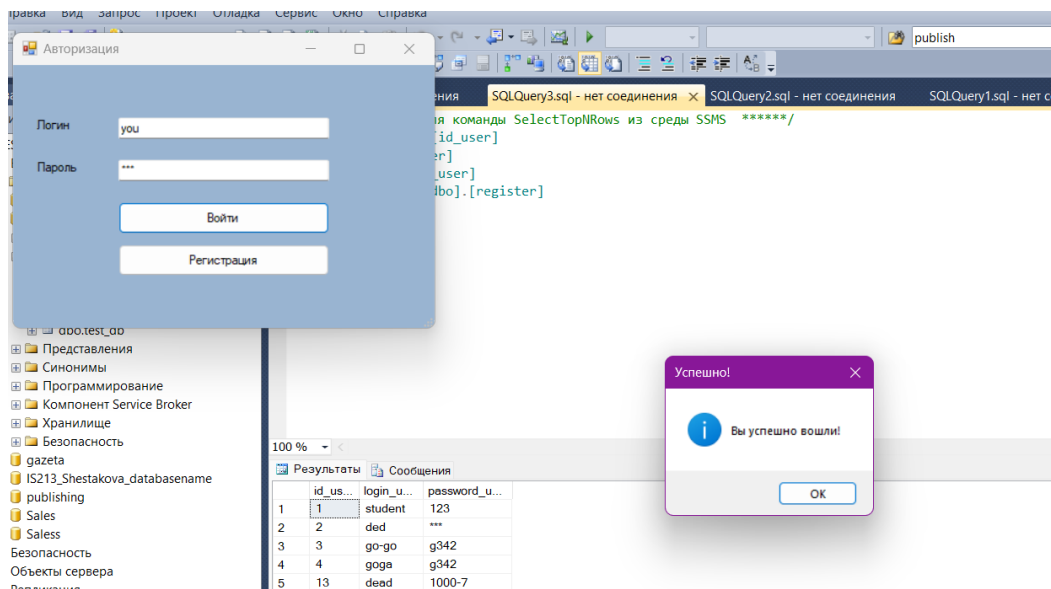 Вид Запрос Проект Отладка Сервис Окно Справка
publish
Авторизация
SQLQuery3.sql - нет соединения SQLQuery2.sql - нет соединения SQLQuery1.sql - нет
команды SelectTopNRows из среды SSMS ******/
[id_user]
_user]
.[register]
Логин you
Пароль ***
Войти
Регистрация
dbo.test_db
Представления
Синонимы
Программирование
Компонент Service Broker
Хранилище
Безопасность
gazeta
IS213_Shestakova_databasename
publishing
Sales
Saless
Безопасность
Объекты сервера
Успешно!
Вы успешно вошли!
OK
100 %
Результаты Сообщения
id_us... login_u... password_u...
1 1 student 123
2 2 ded ***
3 3 go-go g342
4 4 goga g342
5 13 dead 1000-7